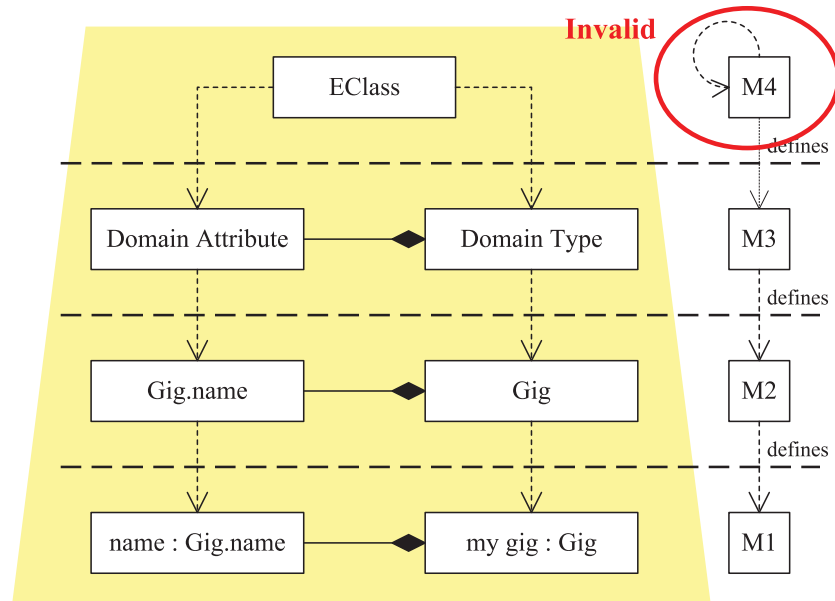 Invalid
EClass
M4
defines
Domain Attribute
Domain Type
M3
defines
Gig.name
Gig
M2
defines
name : Gig.name
my gig : Gig
M1